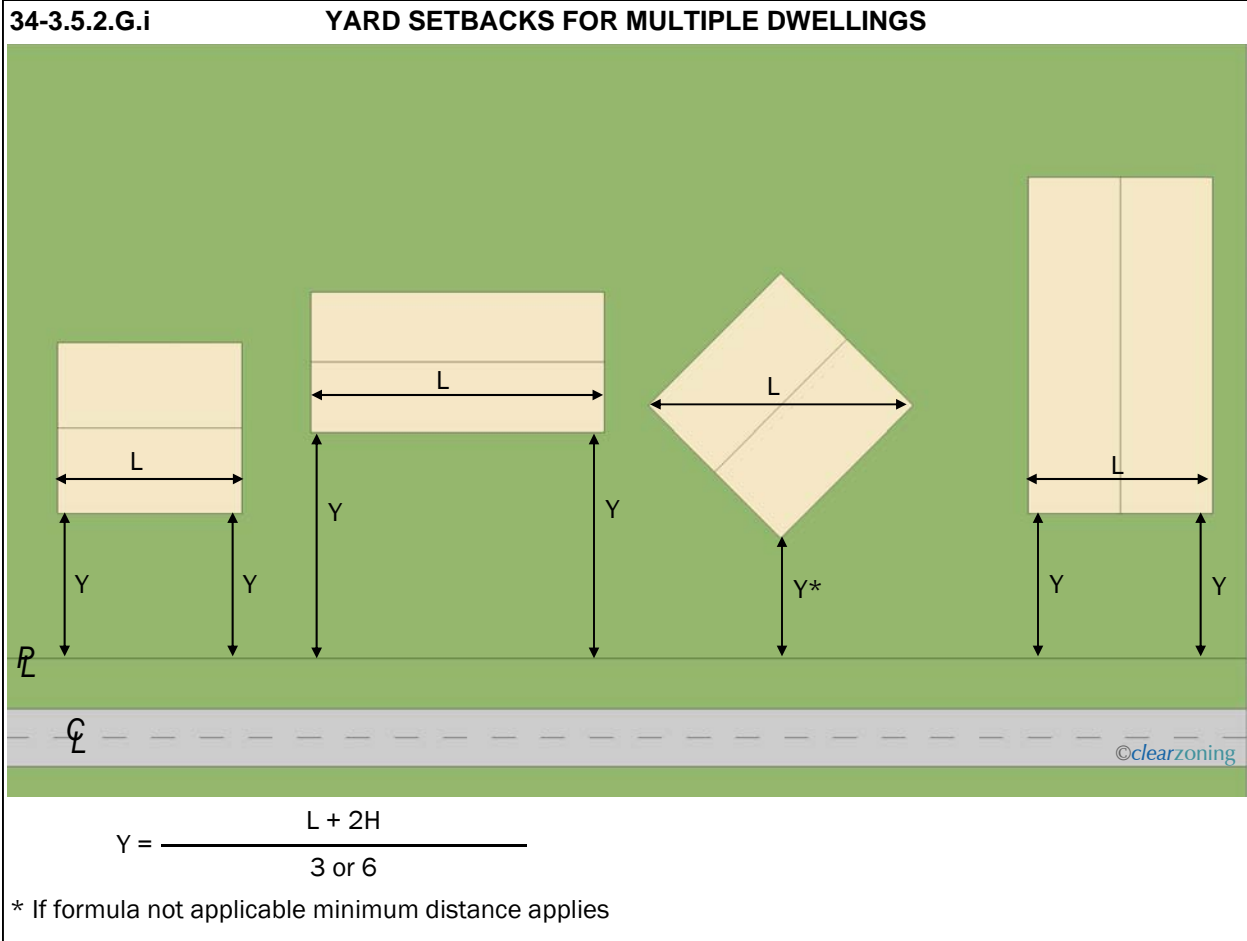 34-3.5.2.G.i YARD SETBACKS FOR MULTIPLE DWELLINGS
L
L
L
L
Y
Y
Y
Y
Y*
Y
Y
PL
CL
©clearzoning
Y = L + 2H
3 or 6
* If formula not applicable minimum distance applies